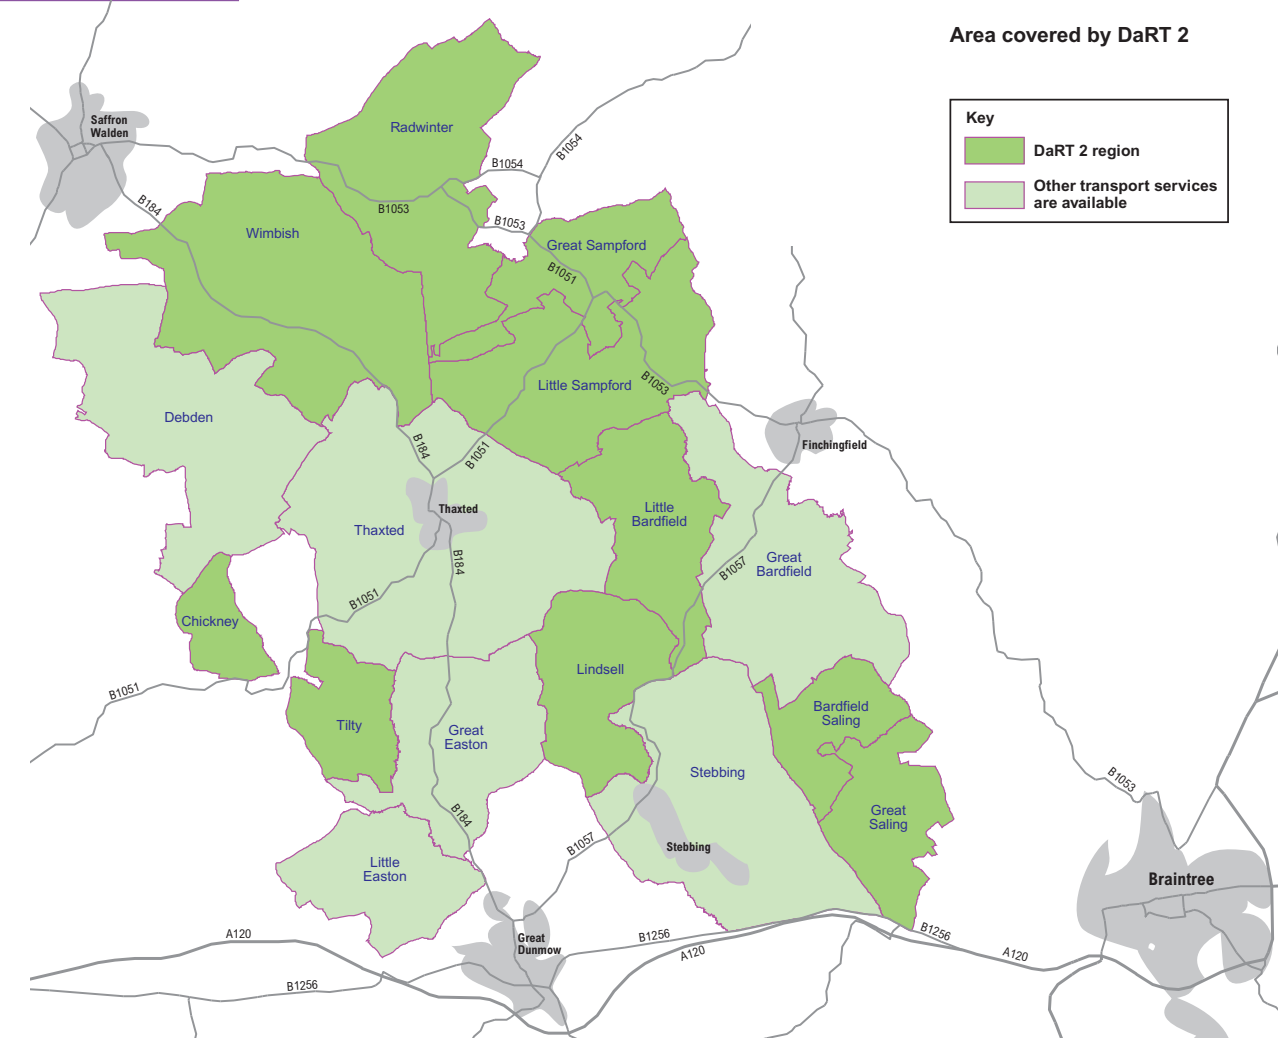 Area covered by DaRT 2
Key
DaRT 2 region
Other transport services
are available
Saffron
Walden
Radwinter
B1054
B1054
B184
B1053
B1053
Wimbish
Great Sampford
B1051
Little Sampford
B1053
Debden
Finchingfield
B184
B1051
Thaxted
Thaxted
Little
Bardfield
Great
Bardfield
B184
B1057
B1051
Chickney
Lindsell
B1051
Tilty
Great
Easton
Bardfield
Saling
Stebbing
B1053
Great
Saling
B184
B1057
Stebbing
Little
Easton
Braintree
A120
Great
Dunmow
B1256
B1256
A120
A120
B1256